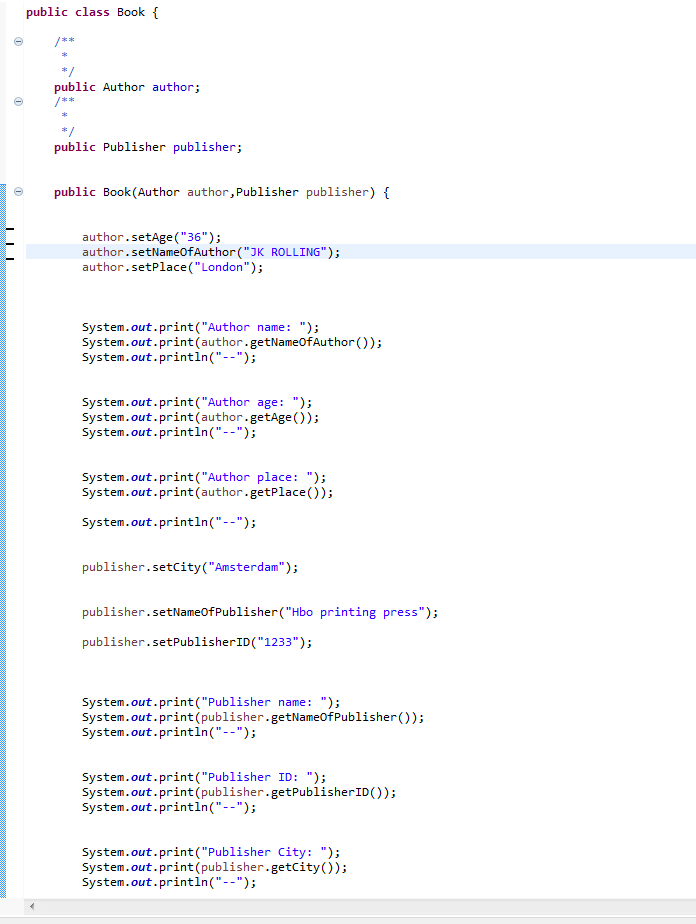 public class Book {
/**
*
*/
public Author author;
/**
*
*/
public Publisher publisher;
public Book(Author author,Publisher publisher) {
author.setAge("36");
author.setNameOfAuthor("JK ROLLING");
author.setPlace("London");
System.out.print("Author name: ");
System.out.print(author.getNameOfAuthor());
System.out.println("--");
System.out.print("Author age: ");
System.out.print(author.getAge());
System.out.println("--");
System.out.print("Author place: ");
System.out.print(author.getPlace());
System.out.println("--");
publisher.setCity("Amsterdam");
publisher.setNameOfPublisher("Hbo printing press");
publisher.setPublisherID("1233");
System.out.print("Publisher name: ");
System.out.print(publisher.getNameOfPublisher());
System.out.println("--");
System.out.print("Publisher ID: ");
System.out.print(publisher.getPublisherID());
System.out.println("--");
System.out.print("Publisher City: ");
System.out.print(publisher.getCity());
System.out.println("--");